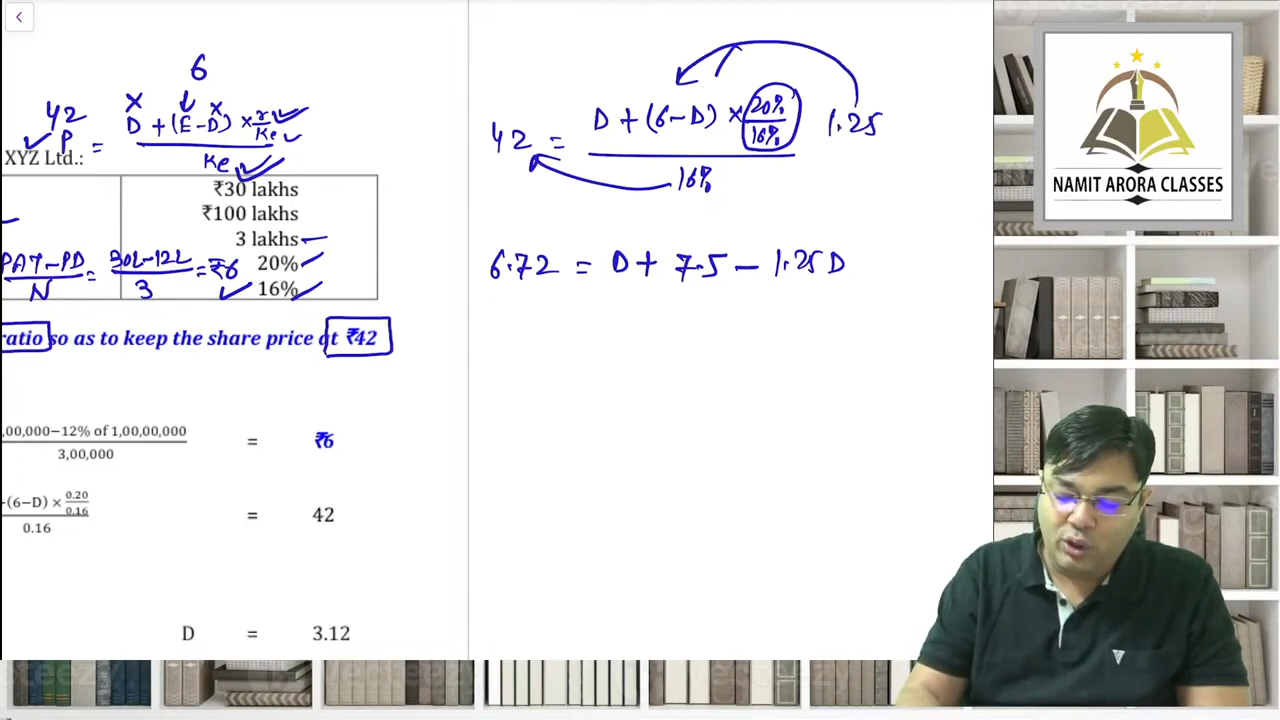 6
42
P = D + (E-D) × r/Ke
Ke
XYZ Ltd.:
₹30 lakhs
₹100 lakhs
3 lakhs
20%
16%
PAT-PD/N = 30L-12L/3 = ₹6
ratio so as to keep the share price at ₹42
,00,000−12% of 1,00,00,000
3,00,000
= ₹6
(6−D) × 0.20/0.16
0.16
= 42
D = 3.12
42 = D + (6-D) × 20%/16% 1.25
16%
6.72 = D + 7.5 - 1.25 D
NAMIT ARORA CLASSES